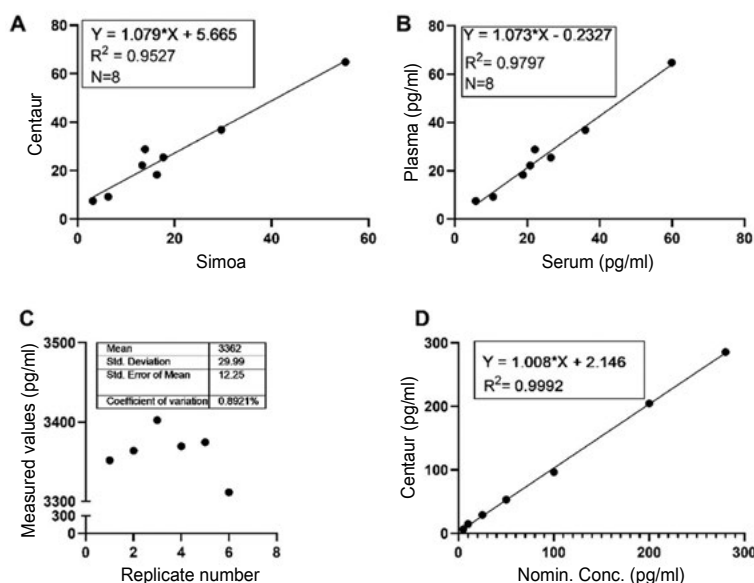 A
Y = 1.079*X + 5.665
R² = 0.9527
N=8
80
60
40
20
0
Centaur
0
20
40
60
Simoa
B
Y = 1.073*X - 0.2327
R²= 0.9797
N=8
80
60
40
20
0
Plasma (pg/ml)
0
20
40
60
80
Serum (pg/ml)
C
Mean 3362
Std. Deviation 29.99
Std. Error of Mean 12.25
Coefficient of variation 0.8921%
3500
3400
3300
300
0
Measured values (pg/ml)
0
2
4
6
8
Replicate number
D
Y = 1.008*X + 2.146
R²= 0.9992
300
200
100
0
Centaur (pg/ml)
0
100
200
300
Nomin. Conc. (pg/ml)